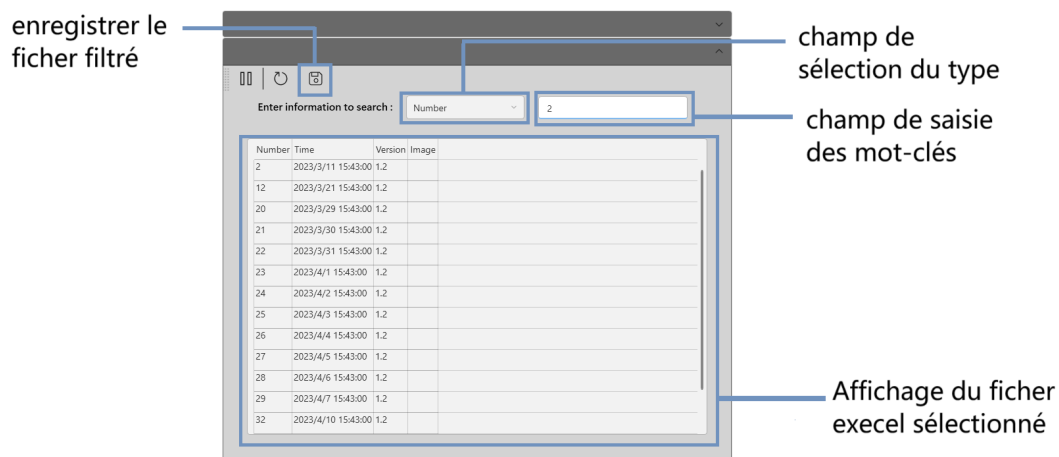 enregistrer le
ficher filtré
champ de
sélection du type
Enter information to search :
Number
2
champ de saisie
des mot-clés
Number Time Version Image
2 2023/3/11 15:43:00 1.2
12 2023/3/21 15:43:00 1.2
20 2023/3/29 15:43:00 1.2
21 2023/3/30 15:43:00 1.2
22 2023/3/31 15:43:00 1.2
23 2023/4/1 15:43:00 1.2
24 2023/4/2 15:43:00 1.2
25 2023/4/3 15:43:00 1.2
26 2023/4/4 15:43:00 1.2
27 2023/4/5 15:43:00 1.2
28 2023/4/6 15:43:00 1.2
29 2023/4/7 15:43:00 1.2
32 2023/4/10 15:43:00 1.2
Affichage du ficher
execel sélectionné